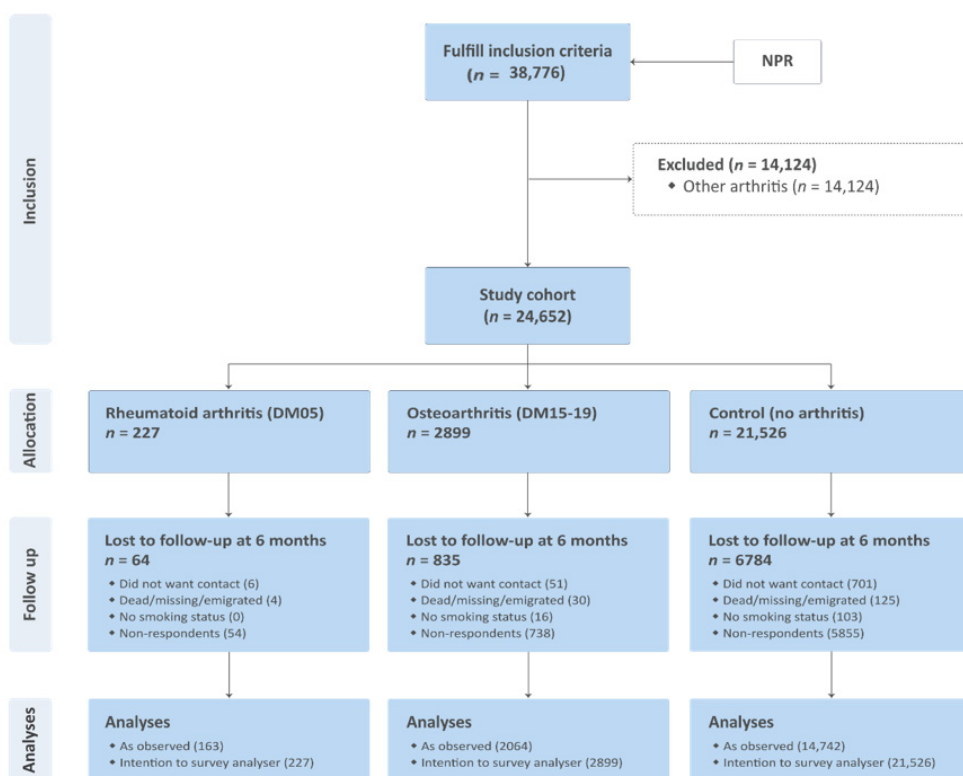 Fulfill inclusion criteria
(n = 38,776)
NPR
Inclusion
Excluded (n = 14,124)
◆ Other arthritis (n = 14,124)
Study cohort
(n = 24,652)
Allocation
Rheumatoid arthritis (DM05)
n = 227
Osteoarthritis (DM15-19)
n = 2899
Control (no arthritis)
n = 21,526
Follow up
Lost to follow-up at 6 months
n = 64
◆ Did not want contact (6)
◆ Dead/missing/emigrated (4)
◆ No smoking status (0)
◆ Non-respondents (54)
Lost to follow-up at 6 months
n = 835
◆ Did not want contact (51)
◆ Dead/missing/emigrated (30)
◆ No smoking status (16)
◆ Non-respondents (738)
Lost to follow-up at 6 months
n = 6784
◆ Did not want contact (701)
◆ Dead/missing/emigrated (125)
◆ No smoking status (103)
◆ Non-respondents (5855)
Analyses
Analyses
◆ As observed (163)
◆ Intention to survey analyser (227)
Analyses
◆ As observed (2064)
◆ Intention to survey analyser (2899)
Analyses
◆ As observed (14,742)
◆ Intention to survey analyser (21,526)